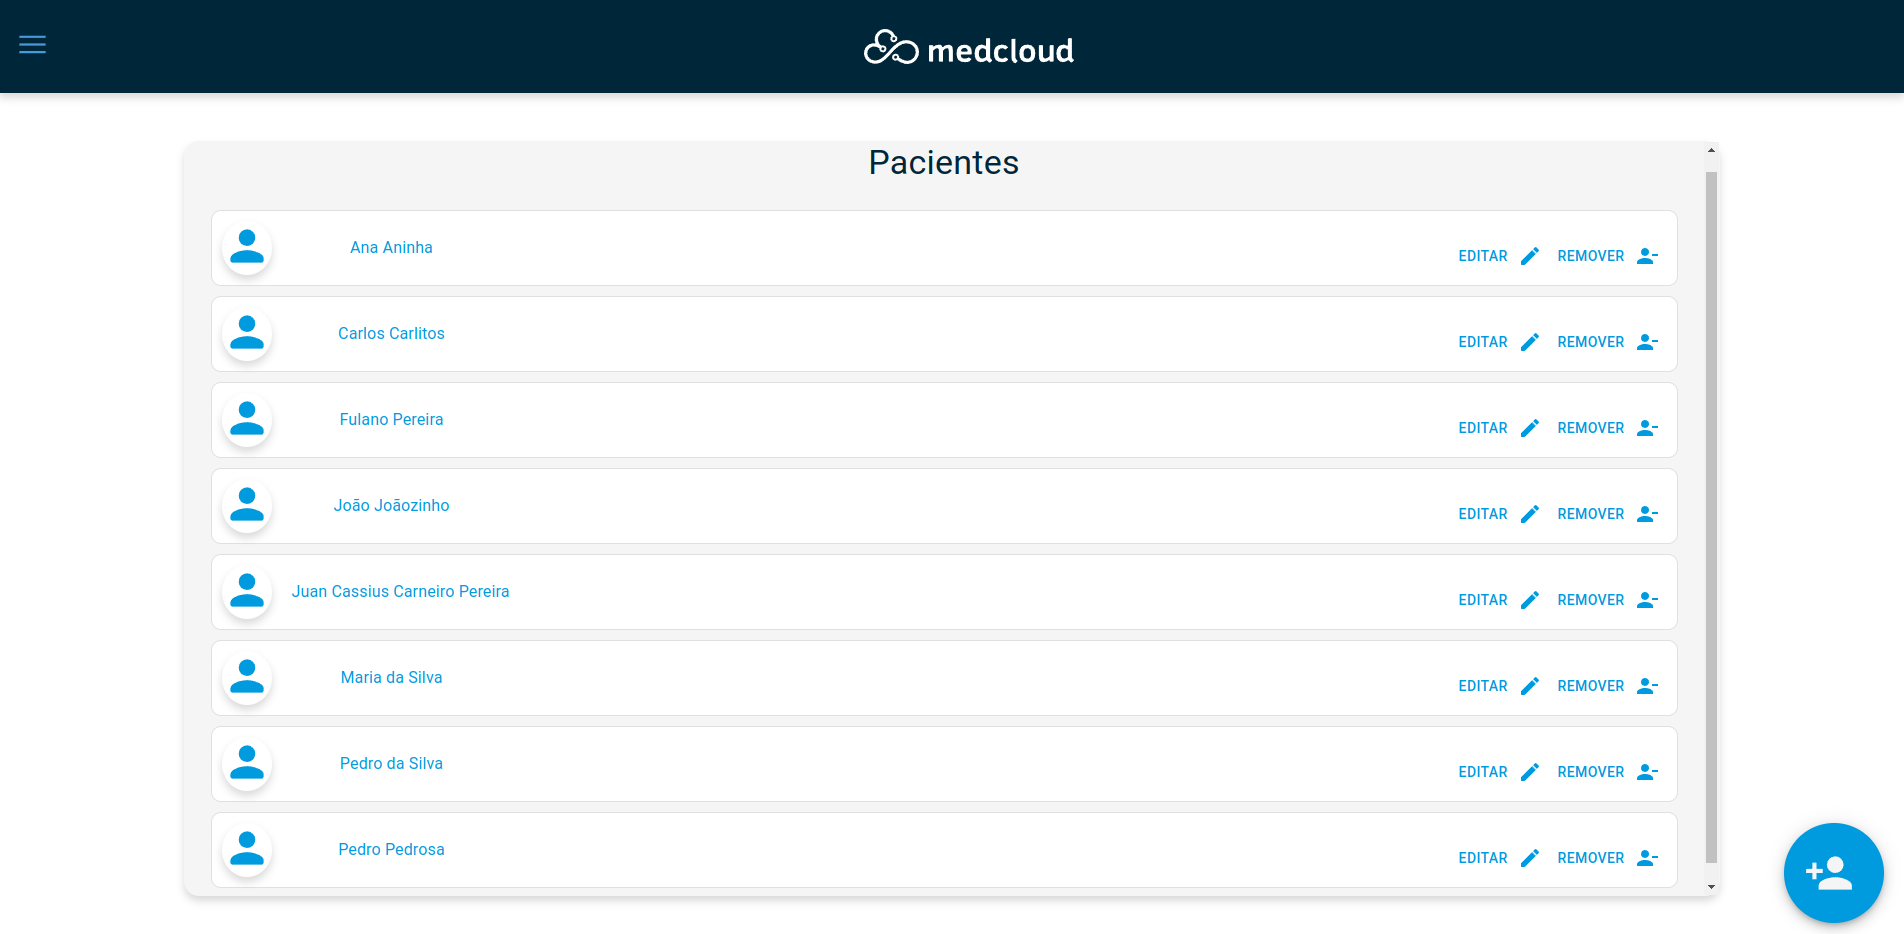 medcloud
Pacientes
Ana Aninha EDITAR REMOVER
Carlos Carlitos EDITAR REMOVER
Fulano Pereira EDITAR REMOVER
João Joãozinho EDITAR REMOVER
Juan Cassius Carneiro Pereira EDITAR REMOVER
Maria da Silva EDITAR REMOVER
Pedro da Silva EDITAR REMOVER
Pedro Pedrosa EDITAR REMOVER